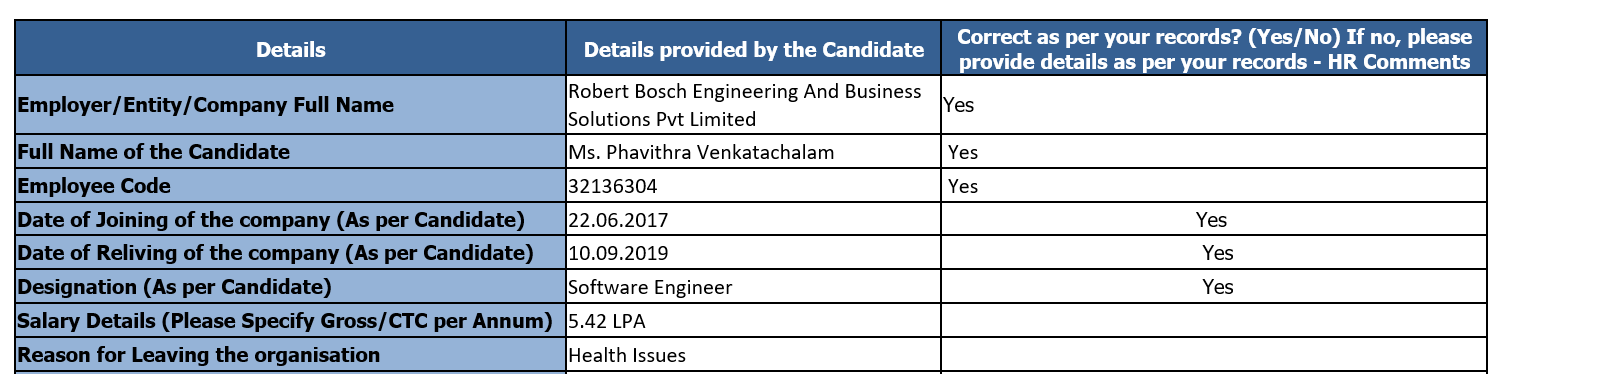 Details Details provided by the Candidate Correct as per your records? (Yes/No) If no, please
provide details as per your records - HR Comments
Employer/Entity/Company Full Name Robert Bosch Engineering And Business
Solutions Pvt Limited Yes
Full Name of the Candidate Ms. Phavithra Venkatachalam Yes
Employee Code 32136304 Yes
Date of Joining of the company (As per Candidate) 22.06.2017 Yes
Date of Reliving of the company (As per Candidate) 10.09.2019 Yes
Designation (As per Candidate) Software Engineer Yes
Salary Details (Please Specify Gross/CTC per Annum) 5.42 LPA
Reason for Leaving the organisation Health Issues